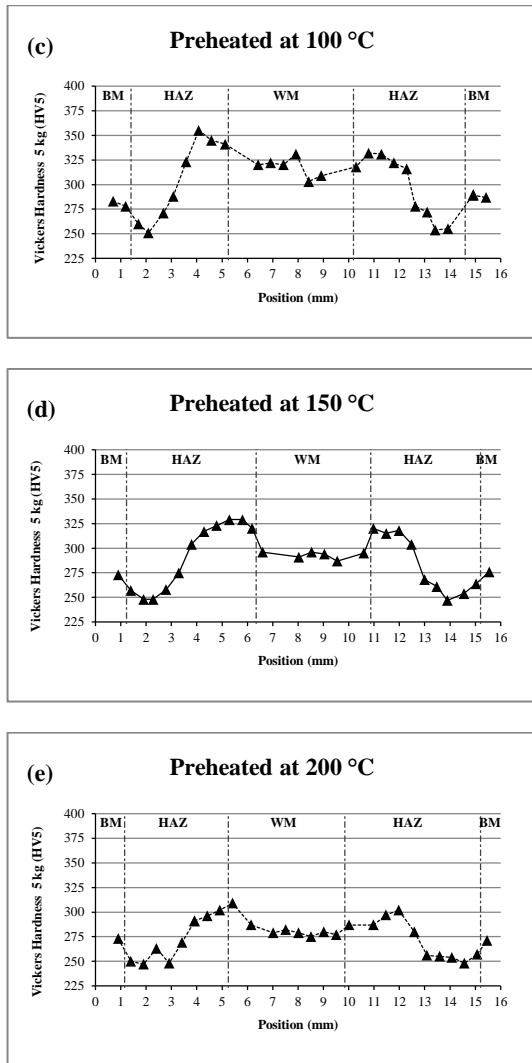 (c) Preheated at 100 °C
BM HAZ WM HAZ BM
400
375
350
325
300
275
250
225
0 1 2 3 4 5 6 7 8 9 10 11 12 13 14 15 16
Vickers Hardness 5 kg (HV5)
Position (mm)
(d) Preheated at 150 °C
BM HAZ WM HAZ BM
400
375
350
325
300
275
250
225
0 1 2 3 4 5 6 7 8 9 10 11 12 13 14 15 16
Vickers Hardness 5 kg (HV5)
Position (mm)
(e) Preheated at 200 °C
BM HAZ WM HAZ BM
400
375
350
325
300
275
250
225
0 1 2 3 4 5 6 7 8 9 10 11 12 13 14 15 16
Vickers Hardness 5 kg (HV5)
Position (mm)